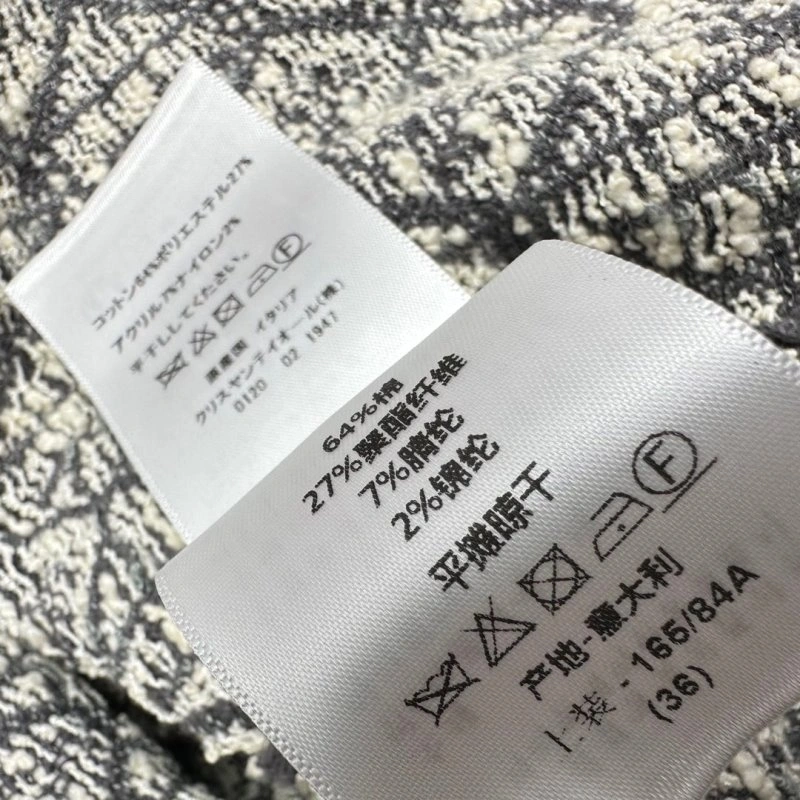 コットン64%ポリエステル27%
アクリル7%ナイロン2%
平干ししてください。
F
原産国 イタリア
クリスチャンディオール(株)
0120 02 1947
64%棉
27%聚酯纤维
7%腈纶
2%锦纶
平摊晾干
F
产地-意大利
上装 - 165/84A
(36)